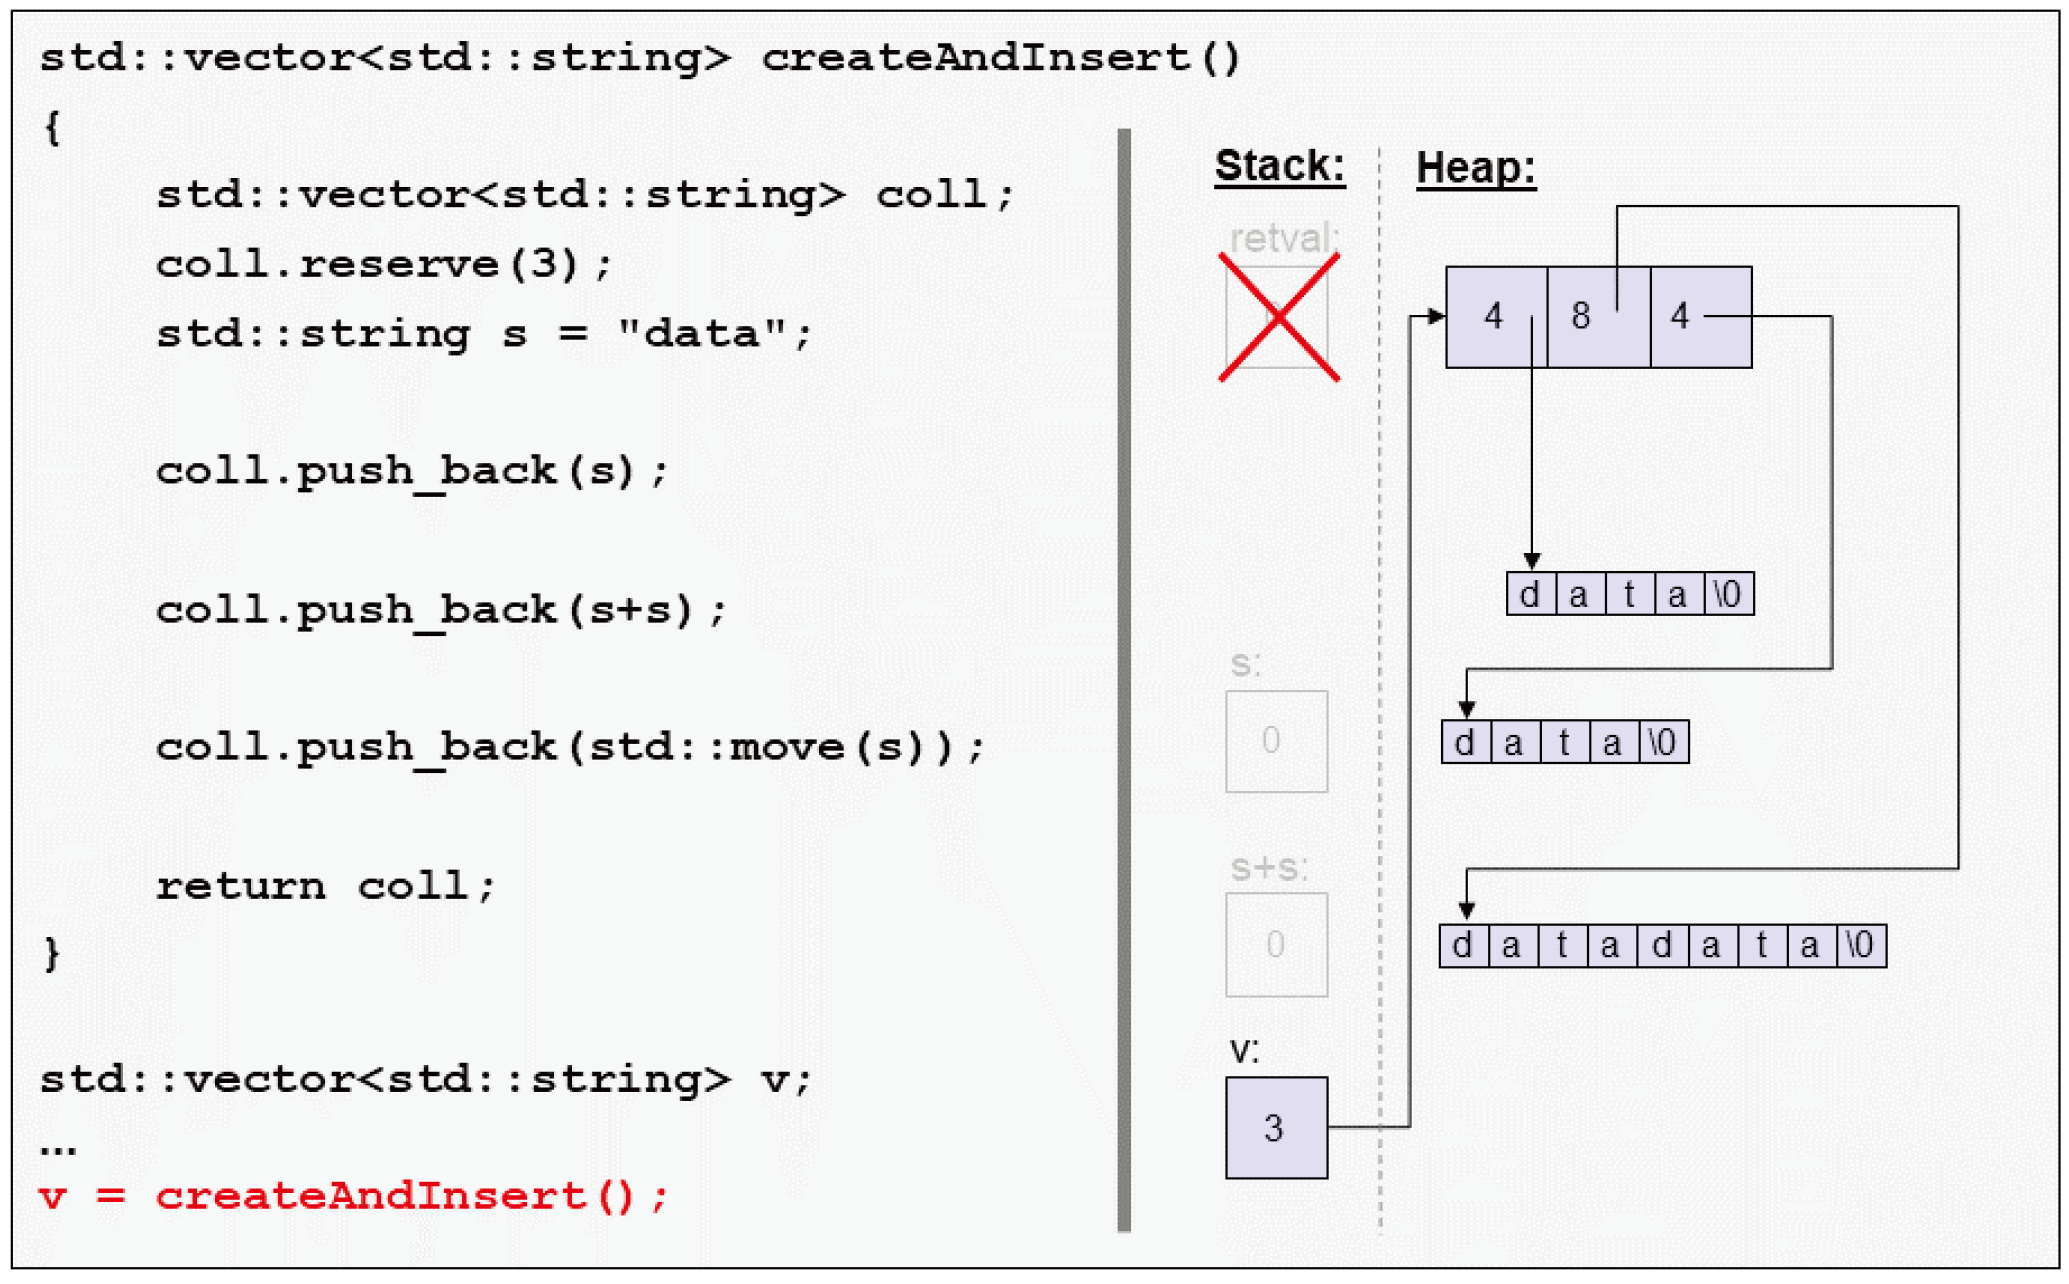 std::vector<std::string> createAndInsert()
{
    std::vector<std::string> coll;
    coll.reserve(3);
    std::string s = "data";
    coll.push_back(s);
    coll.push_back(s+s);
    coll.push_back(std::move(s));
    return coll;
}
std::vector<std::string> v;
...
v = createAndInsert();
Stack:
Heap:
retval:
4 8 4
d a t a \0
s:
0
d a t a \0
s+s:
0
d a t a d a t a \0
v:
3